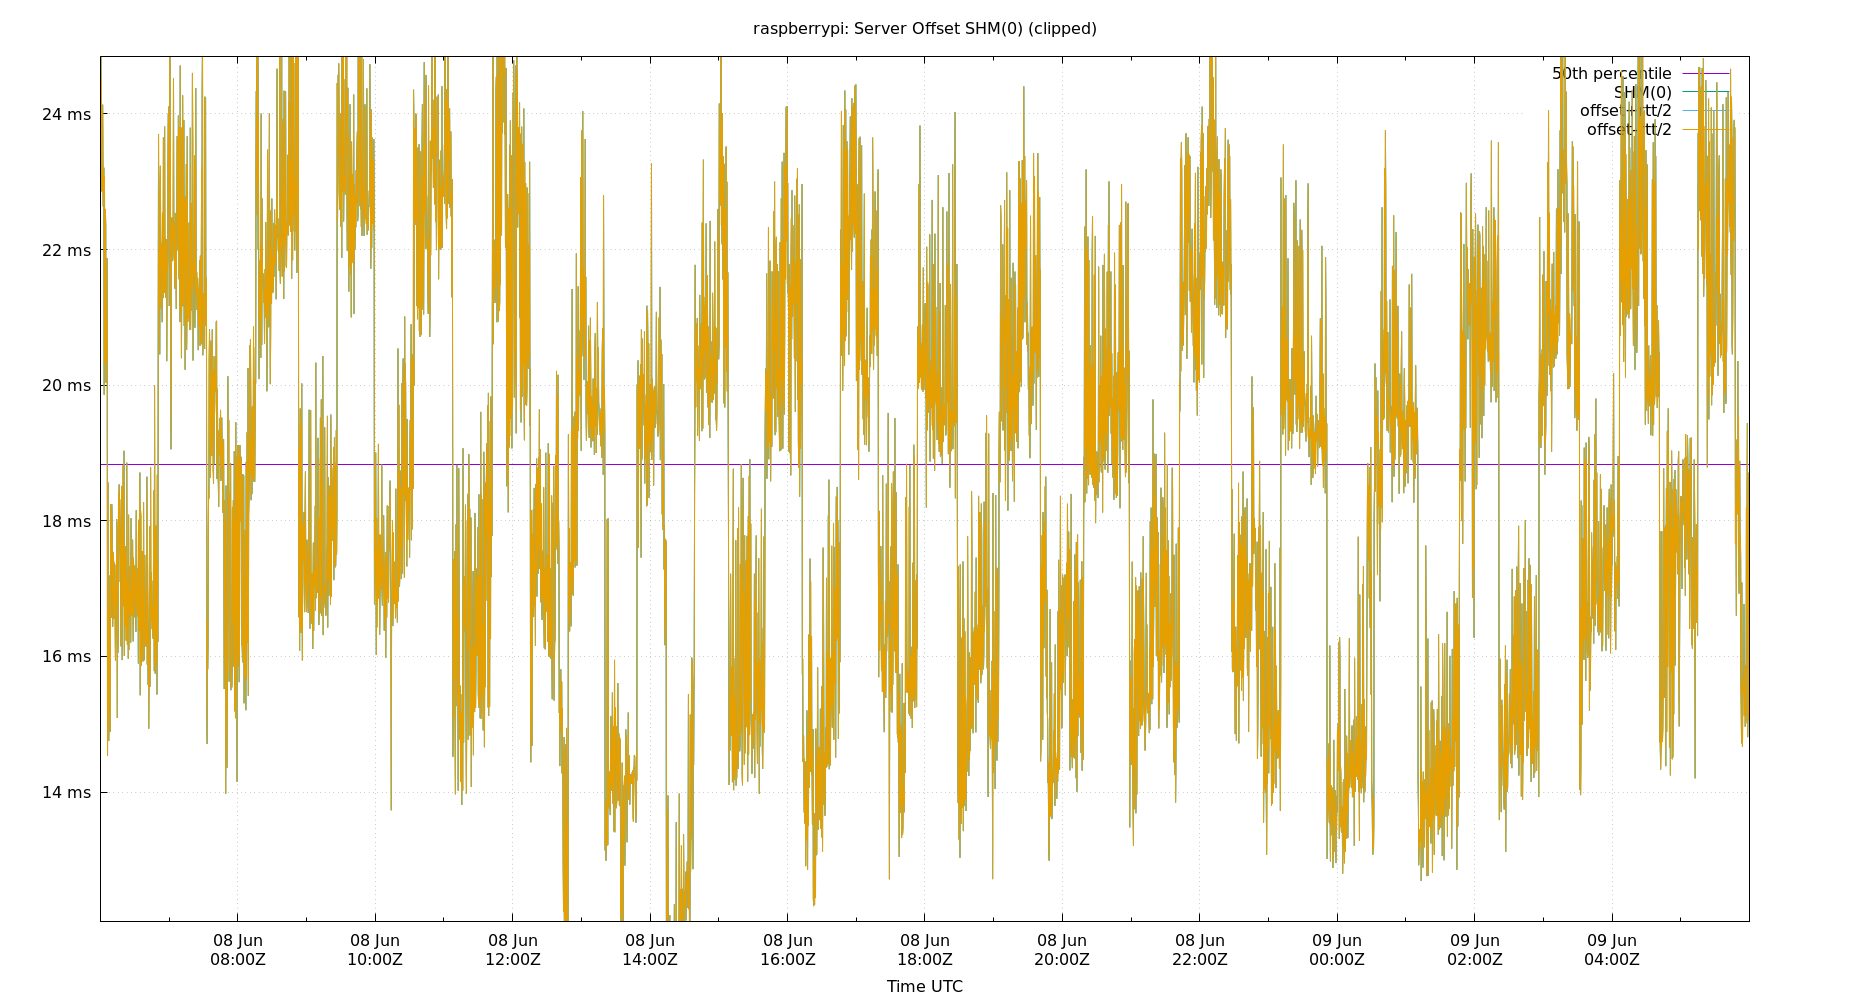 raspberrypi: Server Offset SHM(0) (clipped)
50th percentile
SHM(0)
offset+rtt/2
offset-rtt/2
24 ms
22 ms
20 ms
18 ms
16 ms
14 ms
08 Jun 08 Jun 08 Jun 08 Jun 08 Jun 08 Jun 08 Jun 08 Jun 09 Jun 09 Jun 09 Jun
08:00Z 10:00Z 12:00Z 14:00Z 16:00Z 18:00Z 20:00Z 22:00Z 00:00Z 02:00Z 04:00Z
Time UTC